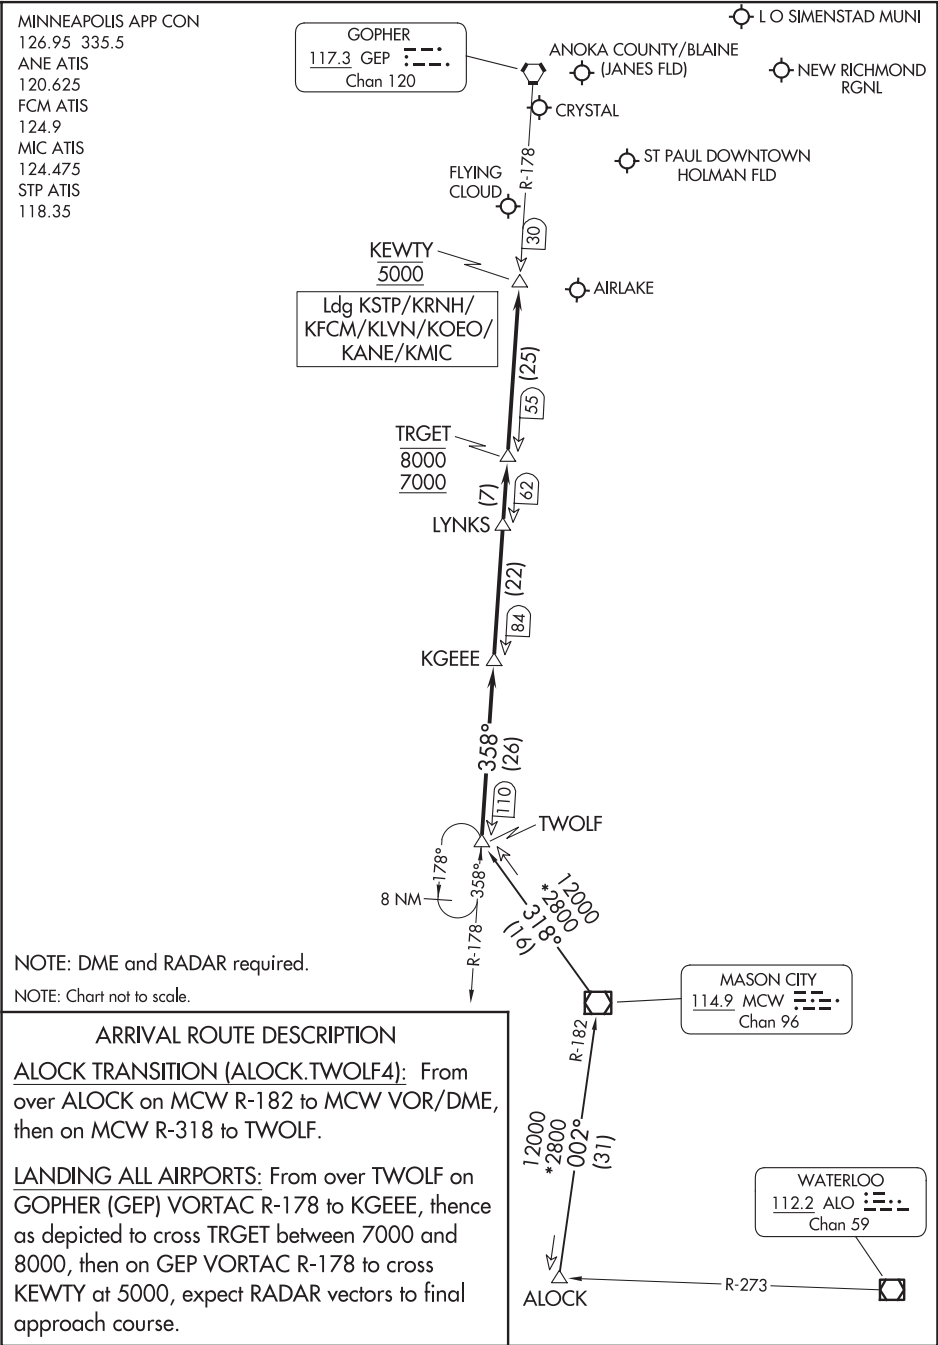 MINNEAPOLIS APP CON
126.95 335.5
ANE ATIS
120.625
FCM ATIS
124.9
MIC ATIS
124.475
STP ATIS
118.35
GOPHER
117.3 GEP
Chan 120
L O SIMENSTAD MUNI
ANOKA COUNTY/BLAINE
(JANES FLD)
NEW RICHMOND
RGNL
CRYSTAL
R-178
ST PAUL DOWNTOWN
HOLMAN FLD
FLYING
CLOUD
30
KEWTY
5000
AIRLAKE
Ldg KSTP/KRNH/
KFCM/KLVN/KOEO/
KANE/KMIC
(25)
55
TRGET
8000
7000
(7)
62
LYNKS
(22)
84
KGEEE
358°
(26)
110
TWOLF
178°
358°
8 NM
R-178
12000
*2800
318°
(16)
NOTE: DME and RADAR required.
NOTE: Chart not to scale.
MASON CITY
114.9 MCW
Chan 96
R-182
12000
*2800
002°
(31)
WATERLOO
112.2 ALO
Chan 59
R-273
ALOCK
ARRIVAL ROUTE DESCRIPTION
ALOCK TRANSITION (ALOCK.TWOLF4): From
over ALOCK on MCW R-182 to MCW VOR/DME,
then on MCW R-318 to TWOLF.
LANDING ALL AIRPORTS: From over TWOLF on
GOPHER (GEP) VORTAC R-178 to KGEEE, thence
as depicted to cross TRGET between 7000 and
8000, then on GEP VORTAC R-178 to cross
KEWTY at 5000, expect RADAR vectors to final
approach course.